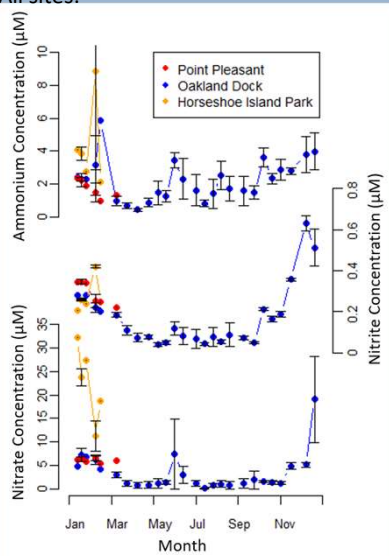 All sites.
Ammonium Concentration (µM)
10
8
6
4
2
0
Point Pleasant
Oakland Dock
Horseshoe Island Park
Nitrite Concentration (µM)
0.8
0.6
0.4
0.2
0
Nitrate Concentration (µM)
35
30
25
20
15
10
5
0
Jan Mar May Jul Sep Nov
Month